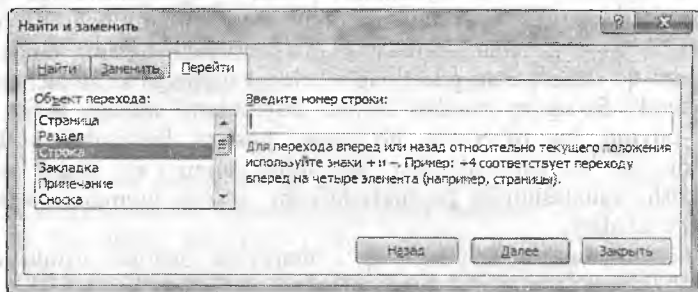 Найти и заменить
Найти Заменить Перейти
Объект перехода:
Страница
Раздел
Строка
Закладка
Примечание
Сноска
Введите номер строки:
Для перехода вперед или назад относительно текущего положения
используйте знаки + и –. Пример: +4 соответствует переходу
вперед на четыре элемента (например, страницы).
Назад Далее Закрыть